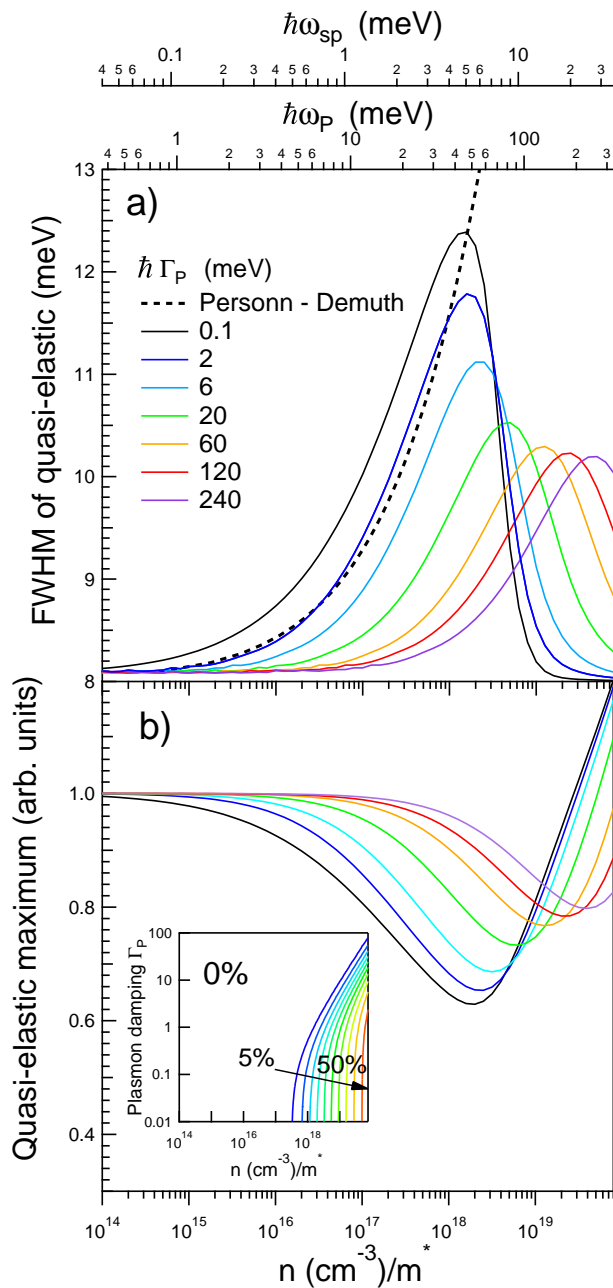 ħω_sp (meV)
4 5 6 0.1 2 3 4 5 6 1 2 3 4 5 6 10 2 3
ħω_P (meV)
4 5 6 1 2 3 4 5 6 10 2 3 4 5 6 100 2 3
a)
FWHM of quasi-elastic (meV)
13
12
11
10
9
8
ħ Γ_P (meV)
Personn - Demuth
0.1
2
6
20
60
120
240
b)
Quasi-elastic maximum (arb. units)
1.0
0.8
0.6
0.4
Plasmon damping Γ_P
100
10
1
0.1
0.01
0%
5%
50%
10^14 10^16 10^18
n (cm^-3)/m^*
10^14 10^15 10^16 10^17 10^18 10^19
n (cm^-3)/m^*